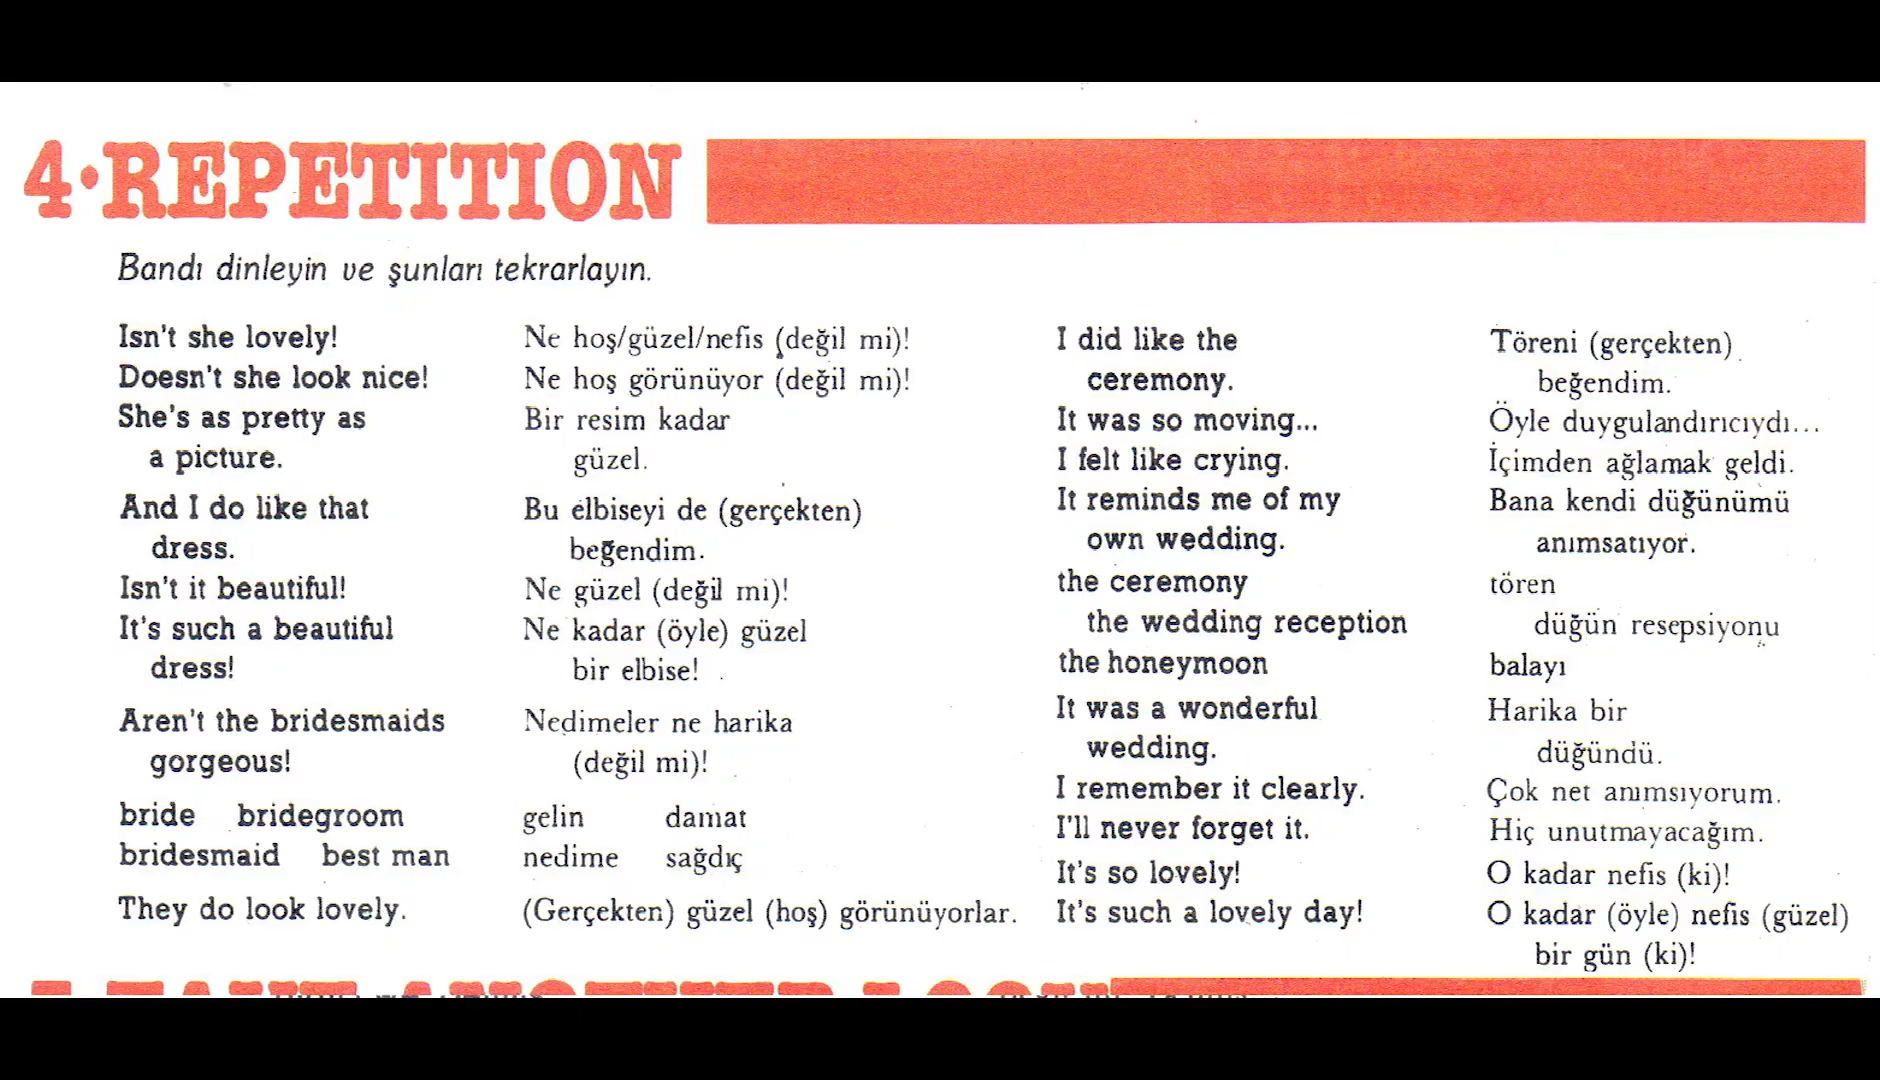 4·REPETITION
Bandı dinleyin ve şunları tekrarlayın.
Isn't she lovely!
Doesn't she look nice!
She's as pretty as
a picture.
And I do like that
dress.
Isn't it beautiful!
It's such a beautiful
dress!
Aren't the bridesmaids
gorgeous!
bride bridegroom
bridesmaid best man
They do look lovely.
Ne hoş/güzel/nefis (değil mi)!
Ne hoş görünüyor (değil mi)!
Bir resim kadar
güzel.
Bu elbiseyi de (gerçekten)
beğendim.
Ne güzel (değil mi)!
Ne kadar (öyle) güzel
bir elbise!
Nedimeler ne harika
(değil mi)!
gelin damat
nedime sağdıç
(Gerçekten) güzel (hoş) görünüyorlar.
I did like the
ceremony.
It was so moving...
I felt like crying.
It reminds me of my
own wedding.
the ceremony
the wedding reception
the honeymoon
It was a wonderful
wedding.
I remember it clearly.
I'll never forget it.
It's so lovely!
It's such a lovely day!
Töreni (gerçekten)
beğendim.
Öyle duygulandırıcıydı...
İçimden ağlamak geldi.
Bana kendi düğünümü
anımsatıyor.
tören
düğün resepsiyonu
balayı
Harika bir
düğündü.
Çok net anımsıyorum.
Hiç unutmayacağım.
O kadar nefis (ki)!
O kadar (öyle) nefis (güzel)
bir gün (ki)!